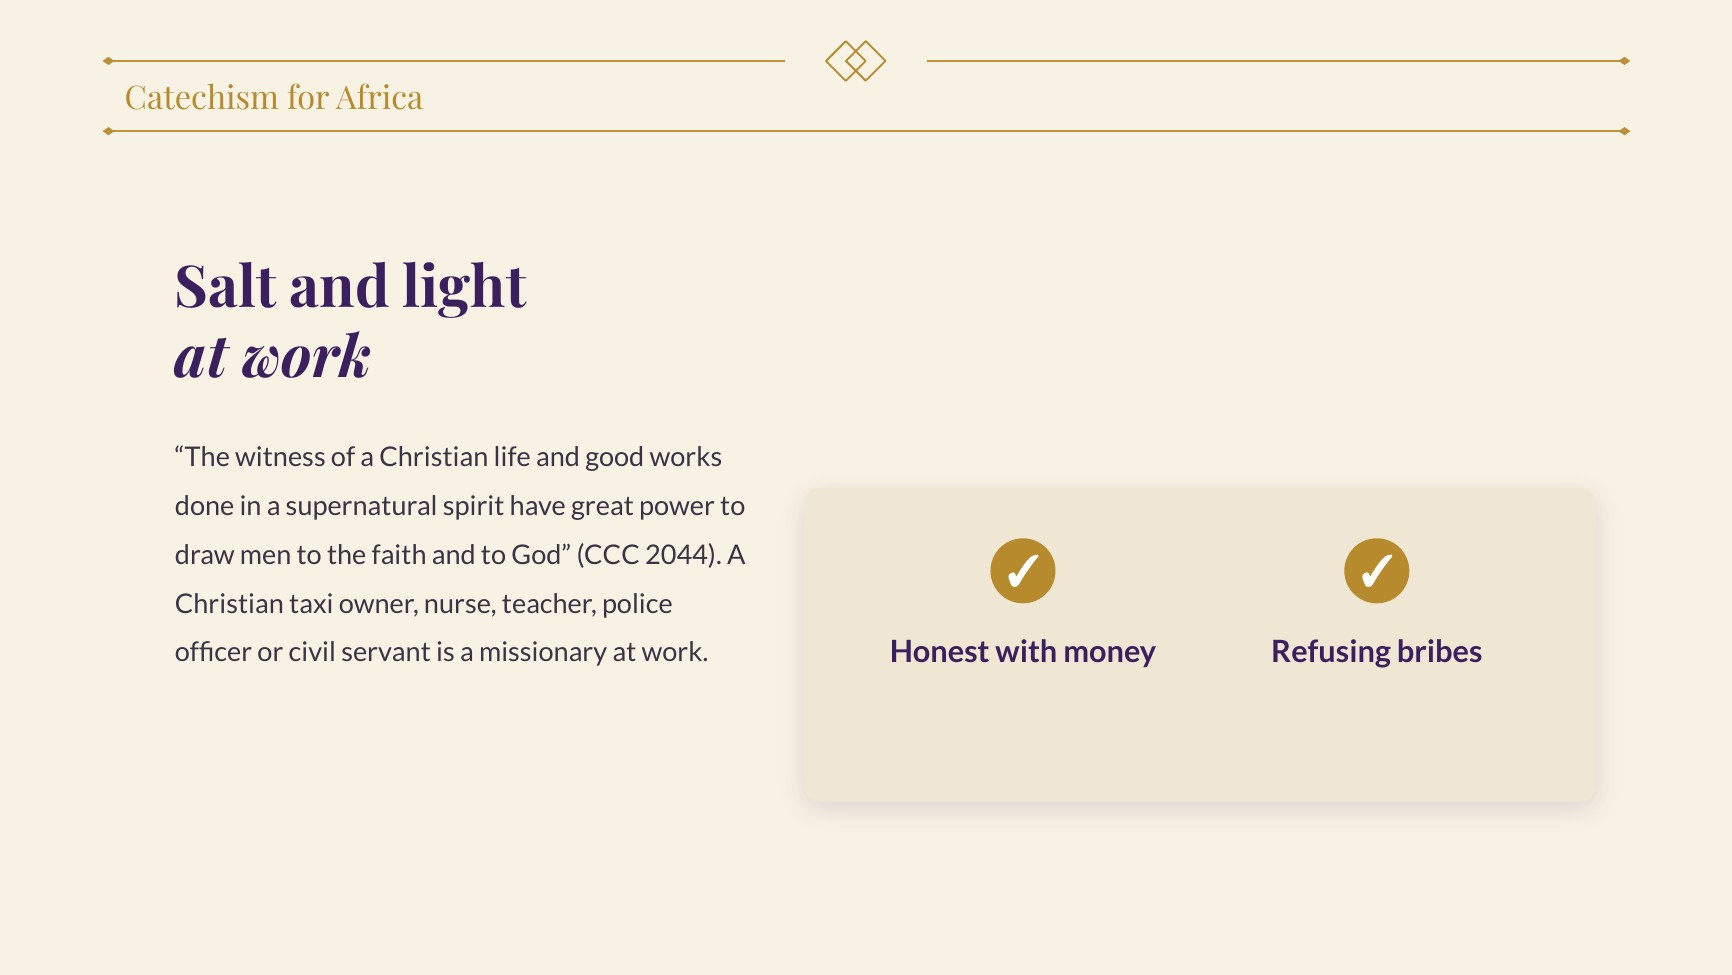 Catechism for Africa
Salt and light
at work
“The witness of a Christian life and good works
done in a supernatural spirit have great power to
draw men to the faith and to God” (CCC 2044). A
Christian taxi owner, nurse, teacher, police
officer or civil servant is a missionary at work.
✓ ✓
Honest with money Refusing bribes